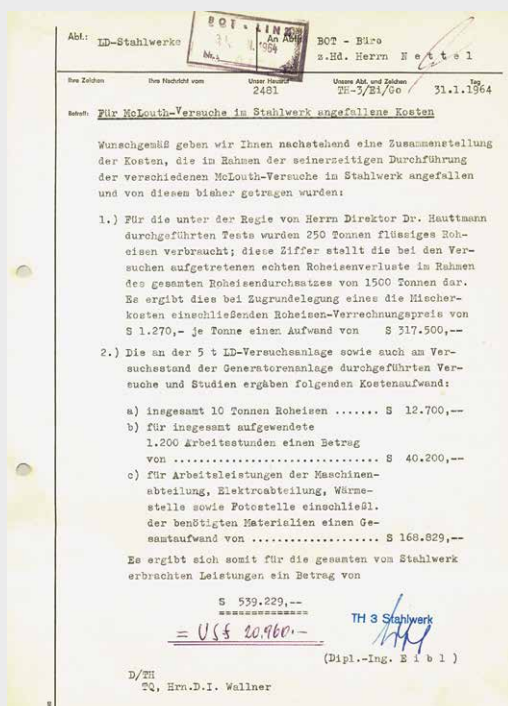 Abt.: LD-Stahlwerke
BOT - LINZ
1964
An Abt.:
BOT - Büro
z.Hd. Herrn N e t t e l
Ihre Zeichen Ihre Nachricht vom Unser Hausruf Unsere Abt. und Zeichen Tag
2481 TH-3/Ei/Go 31.1.1964
Betreff: Für McLouth-Versuche im Stahlwerk angefallene Kosten
Wunschgemäß geben wir Ihnen nachstehend eine Zusammenstellung
der Kosten, die im Rahmen der seinerzeitigen Durchführung
der verschiedenen McLouth-Versuche im Stahlwerk angefallen
und von diesem bisher getragen wurden:
1.) Für die unter der Regie von Herrn Direktor Dr. Hauttmann
durchgeführten Tests wurden 250 Tonnen flüssiges Roh-
eisen verbraucht; diese Ziffer stellt die bei den Ver-
suchen aufgetretenen echten Roheisenverluste im Rahmen
des gesamten Roheisendurchsatzes von 1500 Tonnen dar.
Es ergibt dies bei Zugrundelegung eines die Mischer-
kosten einschließenden Roheisen-Verrechnungspreis von
S 1.270,- je Tonne einen Aufwand von S 317.500,--
2.) Die an der 5 t LD-Versuchsanlage sowie auch am Ver-
suchsstand der Generatorenanlage durchgeführten Ver-
suche und Studien ergaben folgenden Kostenaufwand:
a) insgesamt 10 Tonnen Roheisen ....... S 12.700,--
b) für insgesamt aufgewendete
1.200 Arbeitsstunden einen Betrag
von ............................... S 40.200,--
c) für Arbeitsleistungen der Maschinen-
abteilung, Elektroabteilung, Wärme-
stelle sowie Fotostelle einschließl.
der benötigten Materialien einen Ge-
samtaufwand von ................... S 168.829,--
Es ergibt sich somit für die gesamten vom Stahlwerk
erbrachten Leistungen ein Betrag von
S 539.229,--
= US$ 20.960.-
TH 3 Stahlwerk
(Dipl.-Ing. E i b l )
D/TH
TQ, Hrn.D.I. Wallner